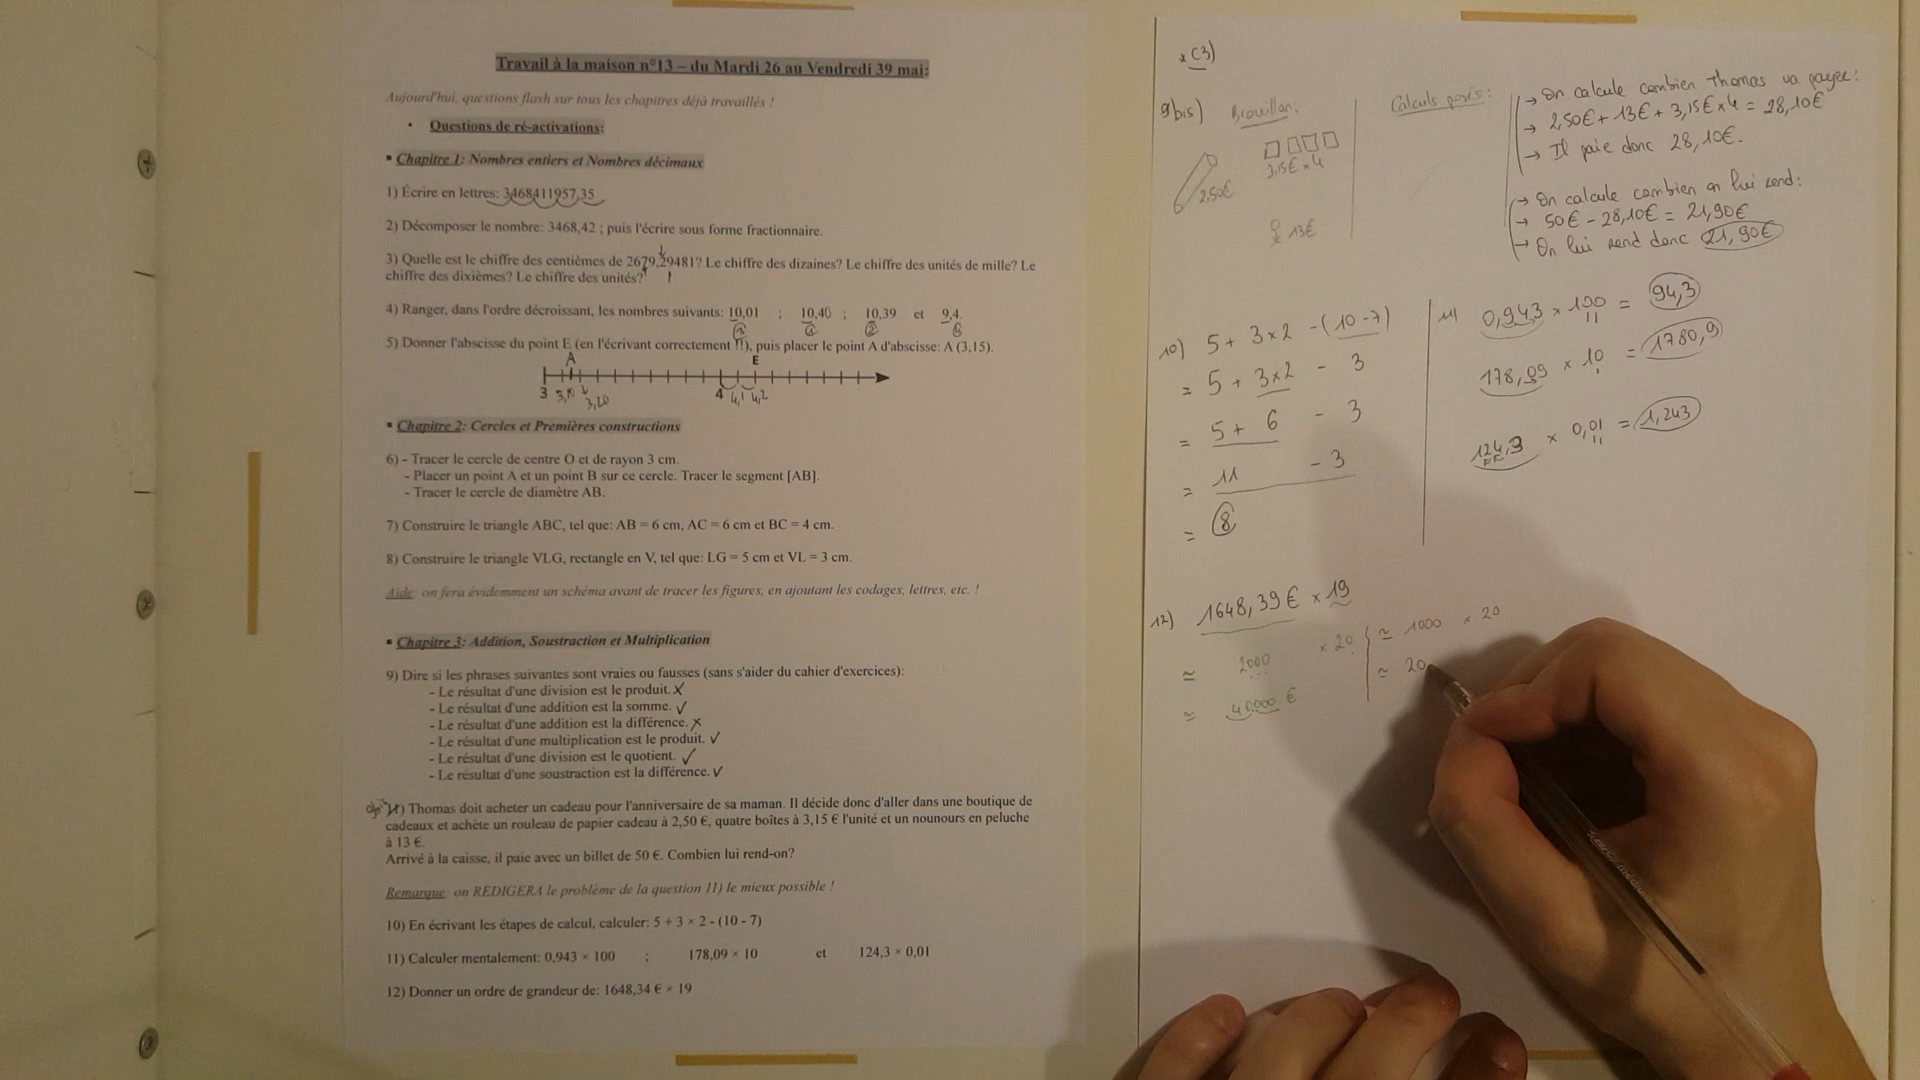 Travail à la maison n°13 – du Mardi 26 au Vendredi 39 mai:
Aujourd'hui, questions flash sur tous les chapitres déjà travaillés !
• Questions de ré-activations:
▪ Chapitre 1: Nombres entiers et Nombres décimaux
1) Écrire en lettres: 3468411957,35
2) Décomposer le nombre: 3468,42 ; puis l'écrire sous forme fractionnaire.
3) Quelle est le chiffre des centièmes de 2679,29481? Le chiffre des dizaines? Le chiffre des unités de mille? Le
chiffre des dixièmes? Le chiffre des unités?
4) Ranger, dans l'ordre décroissant, les nombres suivants: 10,01 ; 10,40 ; 10,39 et 9,4.
5) Donner l'abscisse du point E (en l'écrivant correctement !!), puis placer le point A d'abscisse: A (3,15).
A E
3 3,10 3,20 4 4,1 4,2
▪ Chapitre 2: Cercles et Premières constructions
6) - Tracer le cercle de centre O et de rayon 3 cm.
- Placer un point A et un point B sur ce cercle. Tracer le segment [AB].
- Tracer le cercle de diamètre AB.
7) Construire le triangle ABC, tel que: AB = 6 cm, AC = 6 cm et BC = 4 cm.
8) Construire le triangle VLG, rectangle en V, tel que: LG = 5 cm et VL = 3 cm.
Aide: on fera évidemment un schéma avant de tracer les figures, en ajoutant les codages, lettres, etc. !
▪ Chapitre 3: Addition, Soustraction et Multiplication
9) Dire si les phrases suivantes sont vraies ou fausses (sans s'aider du cahier d'exercices):
- Le résultat d'une division est le produit. X
- Le résultat d'une addition est la somme. ✓
- Le résultat d'une addition est la différence. X
- Le résultat d'une multiplication est le produit. ✓
- Le résultat d'une division est le quotient. ✓
- Le résultat d'une soustraction est la différence. ✓
Thomas doit acheter un cadeau pour l'anniversaire de sa maman. Il décide donc d'aller dans une boutique de
cadeaux et achète un rouleau de papier cadeau à 2,50 €, quatre boîtes à 3,15 € l'unité et un nounours en peluche
à 13 €.
Arrivé à la caisse, il paie avec un billet de 50 €. Combien lui rend-on?
Remarque: on REDIGERA le problème de la question 11) le mieux possible !
10) En écrivant les étapes de calcul, calculer: 5 + 3 × 2 - (10 - 7)
11) Calculer mentalement: 0,943 × 100 ; 178,09 × 10 et 124,3 × 0,01
12) Donner un ordre de grandeur de: 1648,34 € × 19
* (3)
9bis) Brouillon:
2,50€
3,15€ × 4
13€
Calculs posés:
→ On calcule combien Thomas va payer:
→ 2,50€ + 13€ + 3,15€ × 4 = 28,10€
→ Il paie donc 28,10€.
→ On calcule combien on lui rend:
→ 50€ - 28,10€ = 21,90€
→ On lui rend donc 21,90€
10) 5 + 3×2 - (10-7)
= 5 + 3×2 - 3
= 5 + 6 - 3
= 11 - 3
= 8
11) 0,943 × 100 = 94,3
178,09 × 10 = 1780,9
124,3 × 0,01 = 1,243
12) 1648,39€ × 19
≈ 2000 × 20
≈ 40000 €
≈ 1000 × 20
≈ 20